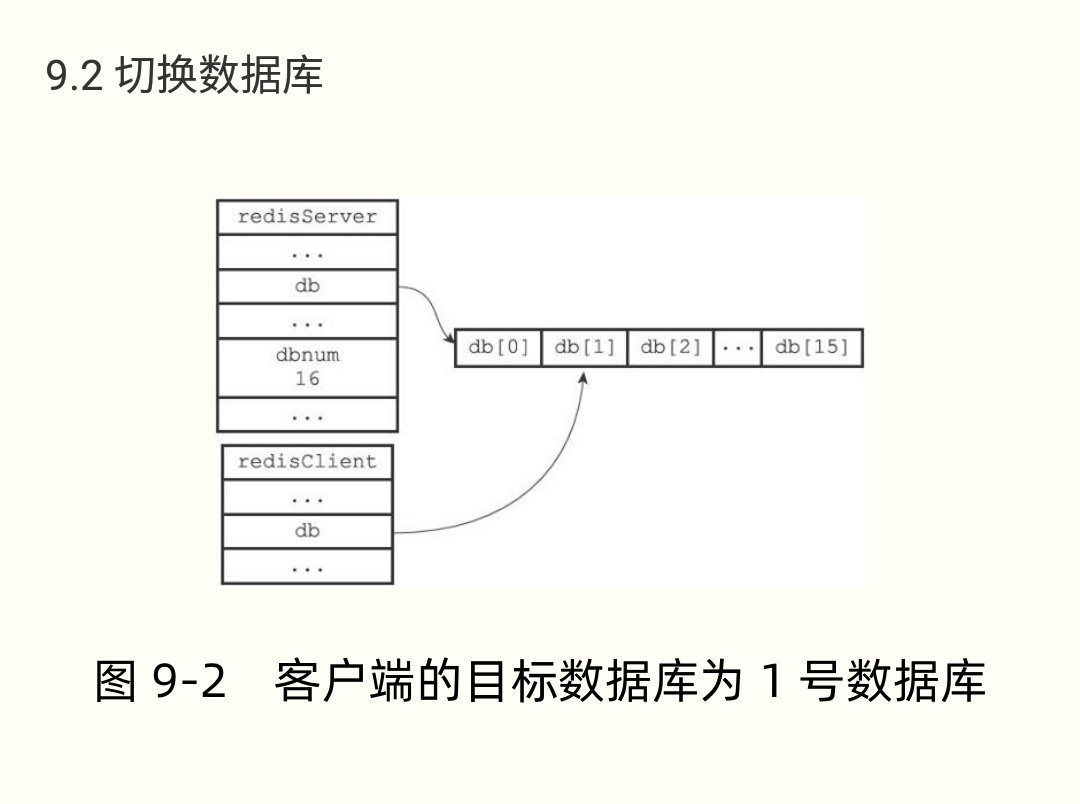 9.2 切换数据库
redisServer
...
db
...
dbnum
16
...
db[0] db[1] db[2] ... db[15]
redisClient
...
db
...
图 9-2 客户端的目标数据库为 1 号数据库